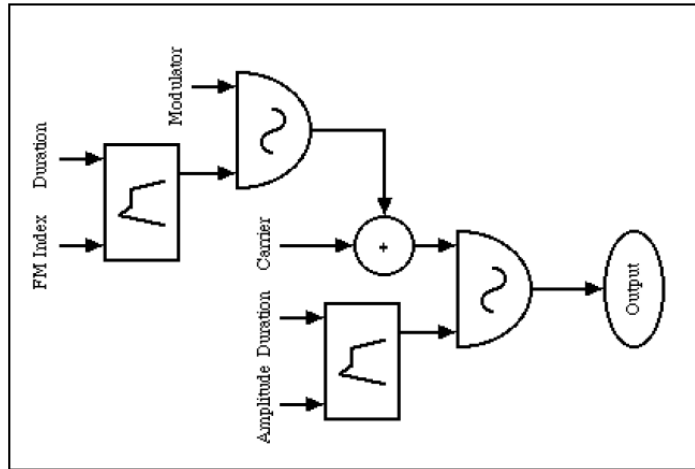 FM Index
Duration
Modulator
Amplitude
Duration
Carrier
+
Output